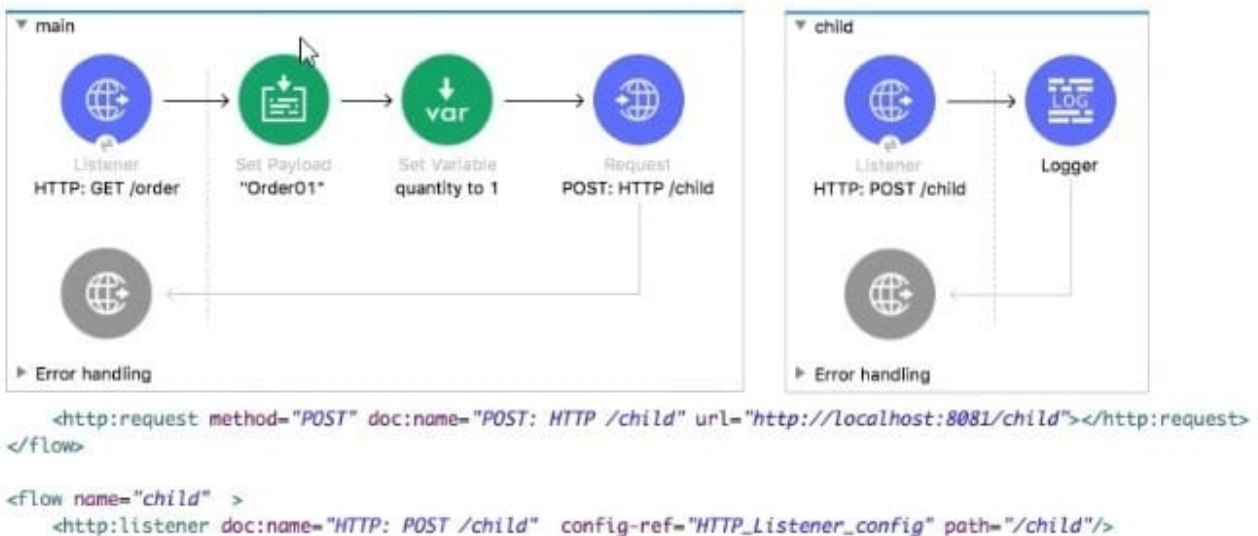 main
child
var
LOG
Listener
Set Payload
Set Variable
Request
Listener
Logger
HTTP: GET /order
"Order01"
quantity to 1
POST: HTTP /child
HTTP: POST /child
Error handling
Error handling
<http:request method="POST" doc:name="POST: HTTP /child" url="http://localhost:8081/child"></http:request>
</flow>
<flow name="child" >
<http:listener doc:name="HTTP: POST /child" config-ref="HTTP_Listener_config" path="/child"/>